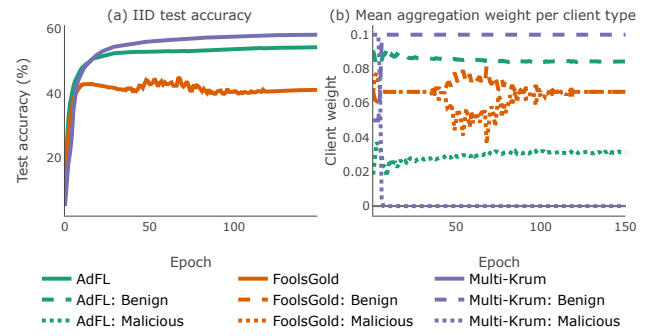 (a) IID test accuracy
(b) Mean aggregation weight per client type
Test accuracy (%)
60
40
20
0
50
100
Epoch
Client weight
0.1
0.08
0.06
0.04
0.02
0
50
100
150
Epoch
AdFL
FoolsGold
Multi-Krum
AdFL: Benign
FoolsGold: Benign
Multi-Krum: Benign
AdFL: Malicious
FoolsGold: Malicious
Multi-Krum: Malicious